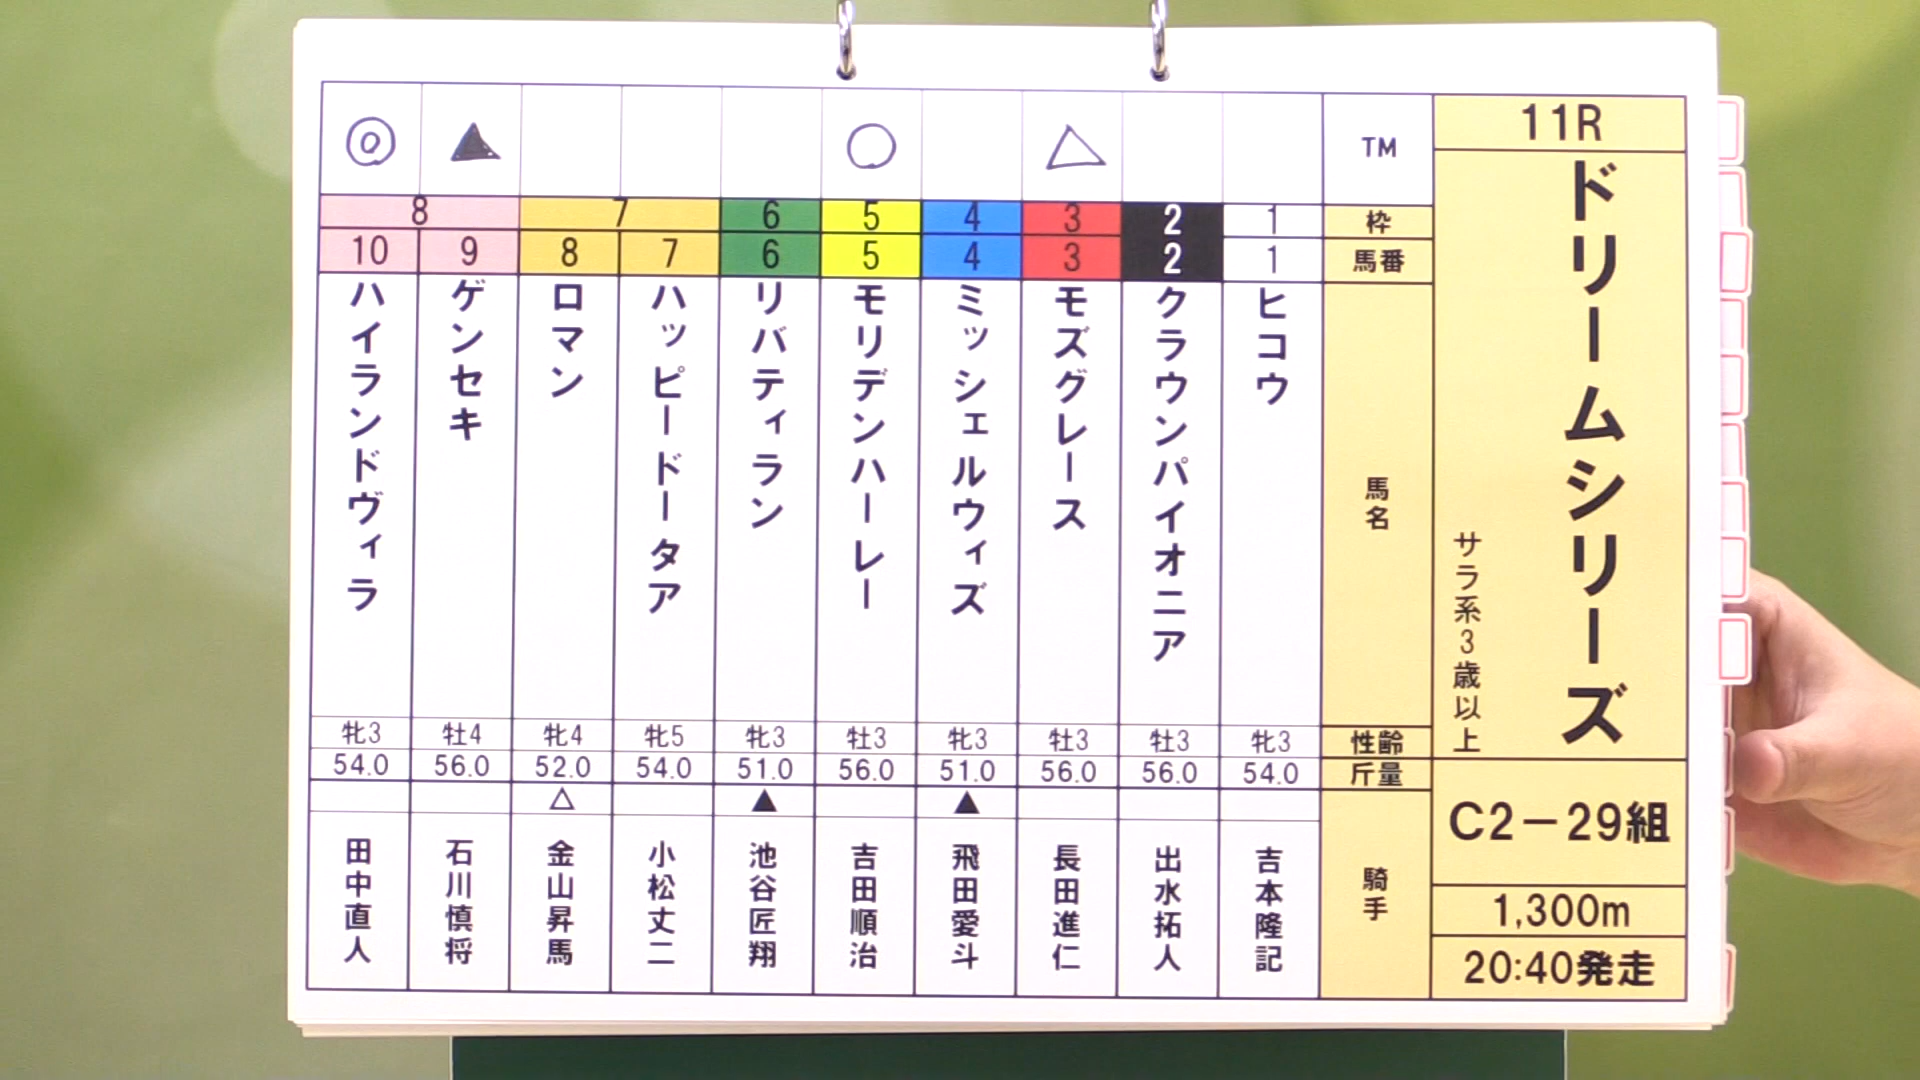 11R
ドリームシリーズ
サラ系3歳以上
C2-29組
1,300m
20:40発走
TM
枠
馬番
馬名
性齢
斤量
騎手
1
1
ヒコウ
牝3
54.0
吉本隆記
2
2
クラウンパイオニア
牡3
56.0
出水拓人
△
3
3
モズグレース
牡3
56.0
長田進仁
4
4
ミッシェルウィズ
牝3
51.0
▲
飛田愛斗
○
5
5
モリデンハーレー
牡3
56.0
吉田順治
6
6
リバティラン
牝3
51.0
▲
池谷匠翔
7
7
ハッピードータア
牝5
54.0
小松丈二
8
ロマン
牝4
52.0
△
金山昇馬
▲
8
9
ゲンセキ
牡4
56.0
石川慎将
◎
10
ハイランドヴィラ
牝3
54.0
田中直人